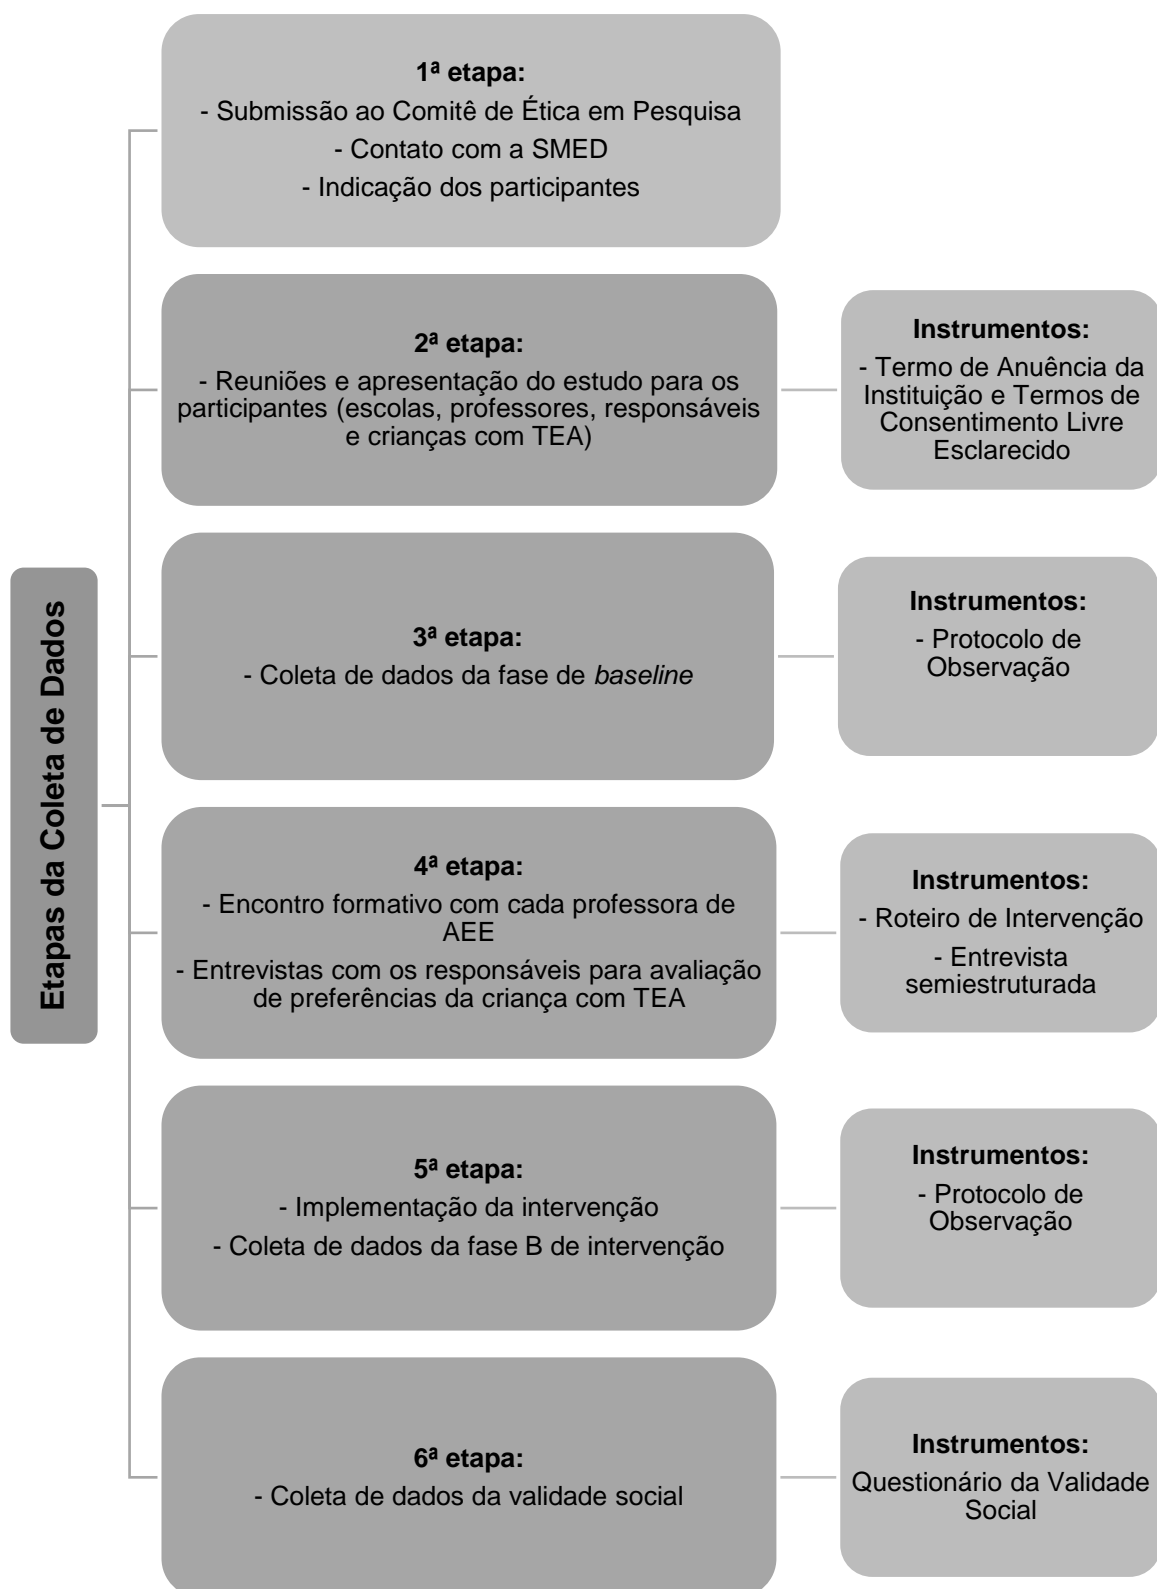 Etapas da Coleta de Dados
1ª etapa:
- Submissão ao Comitê de Ética em Pesquisa
- Contato com a SMED
- Indicação dos participantes
2ª etapa:
- Reuniões e apresentação do estudo para os
participantes (escolas, professores, responsáveis
e crianças com TEA)
Instrumentos:
- Termo de Anuência da
Instituição e Termos de
Consentimento Livre
Esclarecido
3ª etapa:
- Coleta de dados da fase de baseline
Instrumentos:
- Protocolo de
Observação
4ª etapa:
- Encontro formativo com cada professora de
AEE
- Entrevistas com os responsáveis para avaliação
de preferências da criança com TEA
Instrumentos:
- Roteiro de Intervenção
- Entrevista
semiestruturada
5ª etapa:
- Implementação da intervenção
- Coleta de dados da fase B de intervenção
Instrumentos:
- Protocolo de
Observação
6ª etapa:
- Coleta de dados da validade social
Instrumentos:
Questionário da Validade
Social